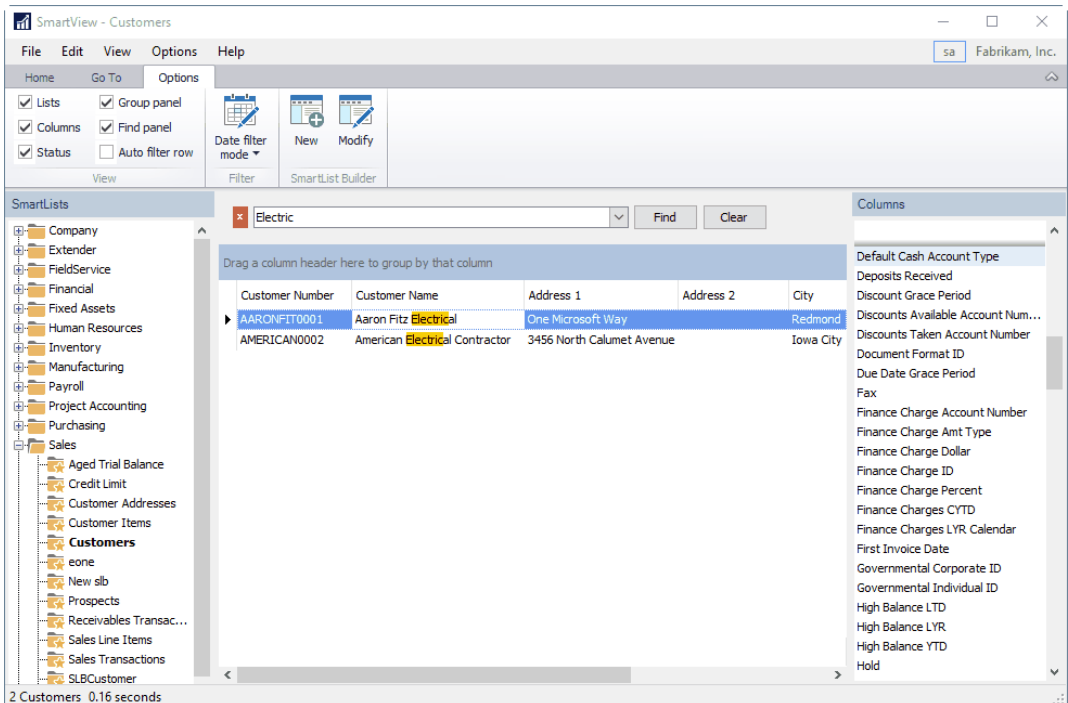 SmartView - Customers
File Edit View Options Help
sa Fabrikam, Inc.
Home Go To Options
Lists Group panel
Columns Find panel
Status Auto filter row
View
Date filter
mode
Filter
New Modify
SmartList Builder
SmartLists
Company
Extender
FieldService
Financial
Fixed Assets
Human Resources
Inventory
Manufacturing
Payroll
Project Accounting
Purchasing
Sales
Aged Trial Balance
Credit Limit
Customer Addresses
Customer Items
Customers
eone
New slb
Prospects
Receivables Transac...
Sales Line Items
Sales Transactions
SLBCustomer
x Electric Find Clear
Drag a column header here to group by that column
Customer Number Customer Name Address 1 Address 2 City
AARONFIT0001 Aaron Fitz Electrical One Microsoft Way Redmond
AMERICAN0002 American Electrical Contractor 3456 North Calumet Avenue Iowa City
Columns
Default Cash Account Type
Deposits Received
Discount Grace Period
Discounts Available Account Num...
Discounts Taken Account Number
Document Format ID
Due Date Grace Period
Fax
Finance Charge Account Number
Finance Charge Amt Type
Finance Charge Dollar
Finance Charge ID
Finance Charge Percent
Finance Charges CYTD
Finance Charges LYR Calendar
First Invoice Date
Governmental Corporate ID
Governmental Individual ID
High Balance LTD
High Balance LYR
High Balance YTD
Hold
2 Customers 0.16 seconds